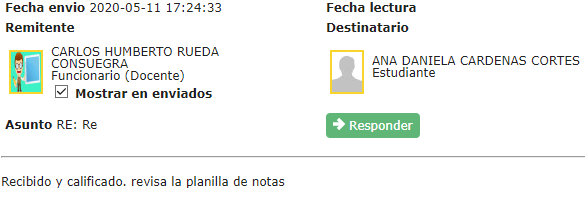 Fecha envio 2020-05-11 17:24:33
Fecha lectura
Remitente
Destinatario
CARLOS HUMBERTO RUEDA
CONSUEGRA
Funcionario (Docente)
Mostrar en enviados
ANA DANIELA CARDENAS CORTES
Estudiante
Asunto RE: Re
Responder
Recibido y calificado. revisa la planilla de notas